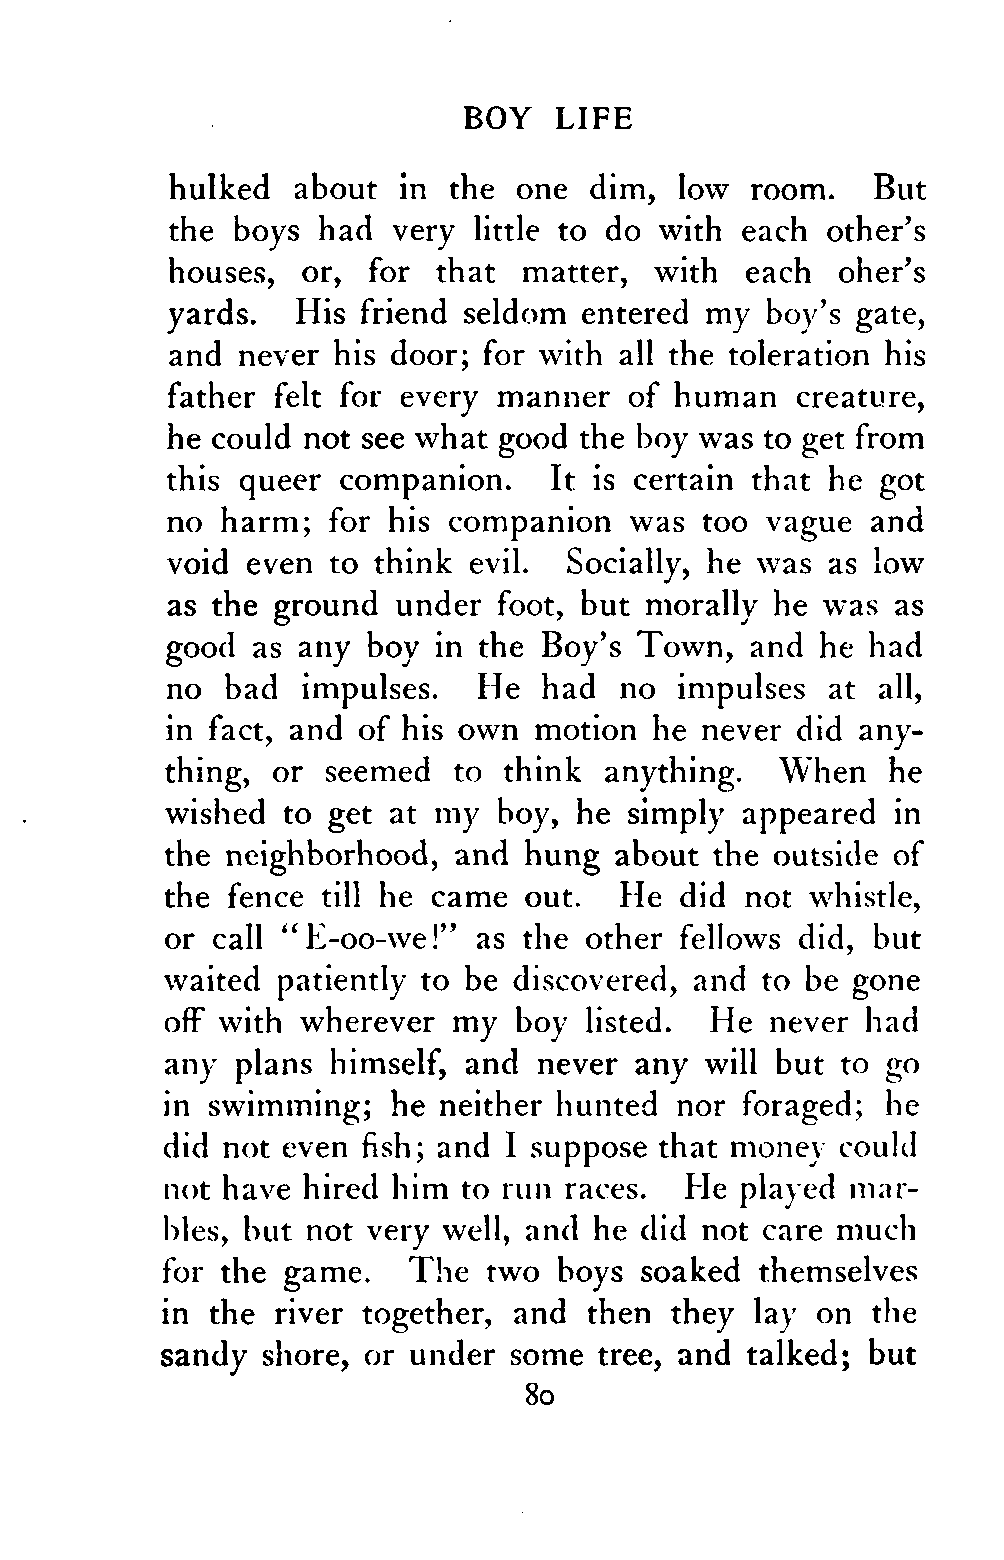 BOY LIFE
hulked about in the one dim, low room. But
the boys had very little to do with each other's
houses, or, for that matter, with each oher's
yards. His friend seldom entered my boy's gate,
and never his door; for with all the toleration his
father felt for every manner of human creature,
he could not see what good the boy was to get from
this queer companion. It is certain that he got
no harm; for his companion was too vague and
void even to think evil. Socially, he was as low
as the ground under foot, but morally he was as
good as any boy in the Boy's Town, and he had
no bad impulses. He had no impulses at all,
in fact, and of his own motion he never did any-
thing, or seemed to think anything. When he
wished to get at my boy, he simply appeared in
the neighborhood, and hung about the outside of
the fence till he came out. He did not whistle,
or call "E-oo-we!" as the other fellows did, but
waited patiently to be discovered, and to be gone
off with wherever my boy listed. He never had
any plans himself, and never any will but to go
in swimming; he neither hunted nor foraged; he
did not even fish; and I suppose that money could
not have hired him to run races. He played mar-
bles, but not very well, and he did not care much
for the game. The two boys soaked themselves
in the river together, and then they lay on the
sandy shore, or under some tree, and talked; but
80